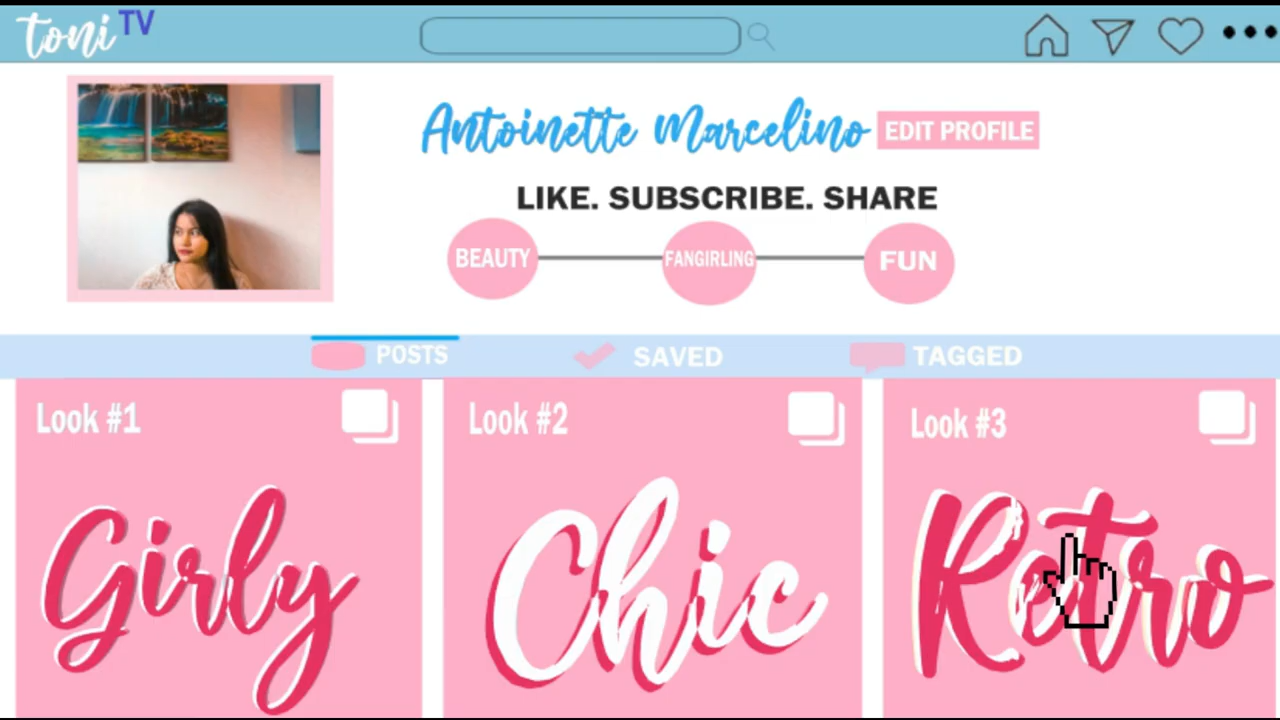 toni TV
Antoinette Marcelino EDIT PROFILE
LIKE. SUBSCRIBE. SHARE
BEAUTY FANGIRLING FUN
POSTS SAVED TAGGED
Look #1 Look #2 Look #3
Girly Chic Retro